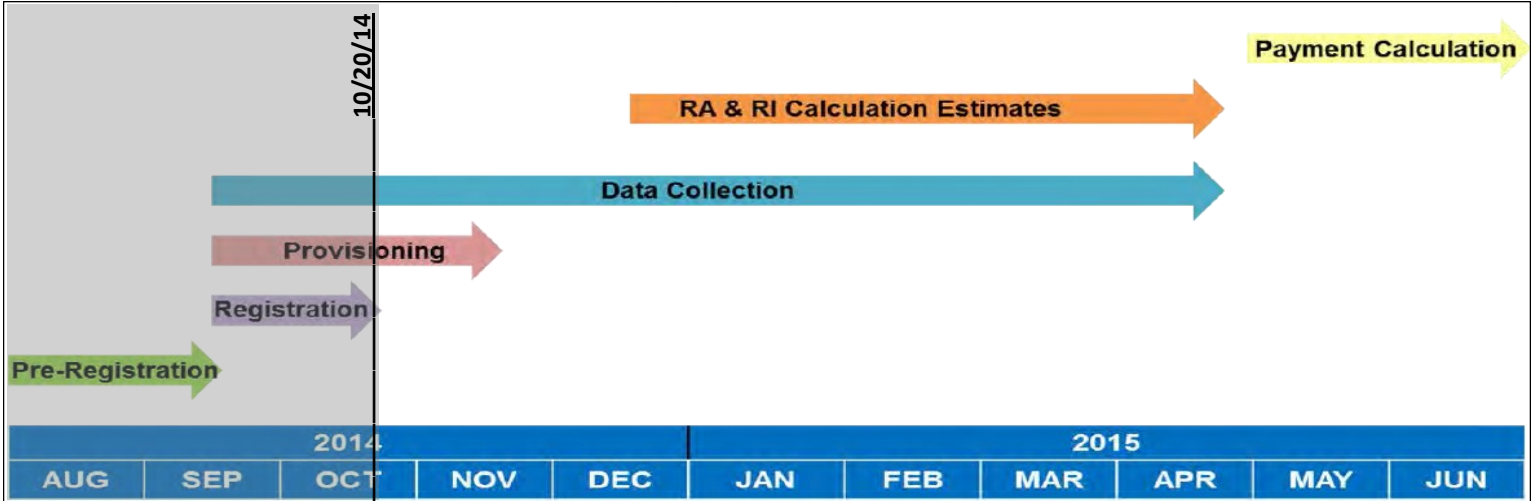 10/20/14
Payment Calculation
RA & RI Calculation Estimates
Data Collection
Provisioning
Registration
Pre-Registration
2014 2015
AUG SEP OCT NOV DEC JAN FEB MAR APR MAY JUN